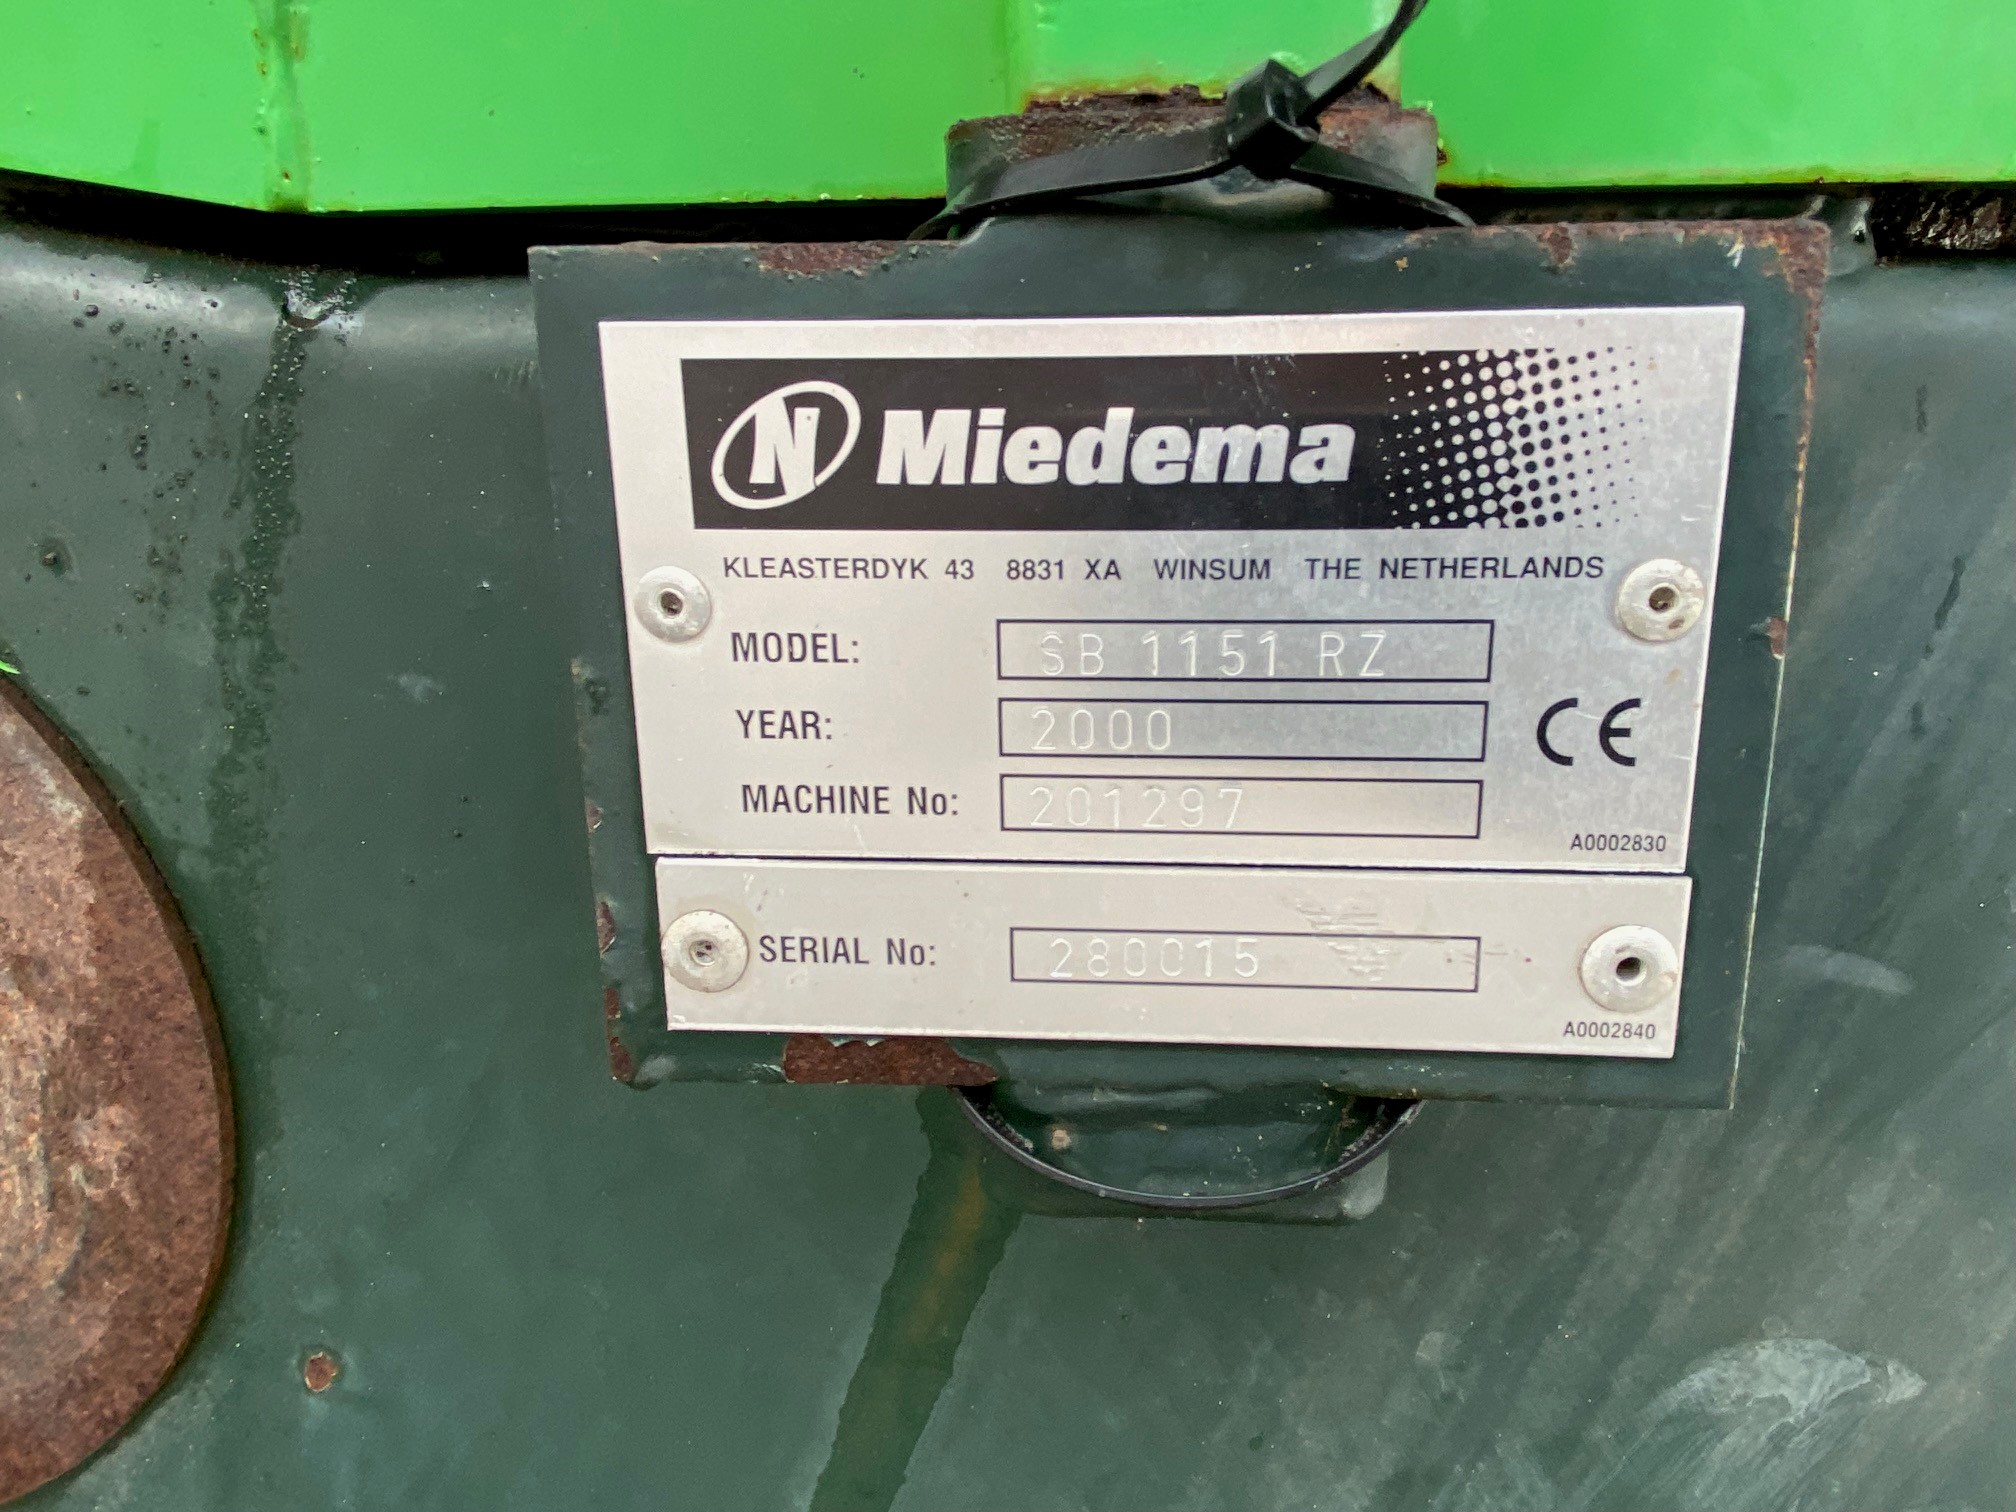 N Miedema
KLEASTERDYK 43 8831 XA WINSUM THE NETHERLANDS
MODEL: SB 1151 RZ
YEAR: 2000
CE
MACHINE No: 201297
A0002830
SERIAL No: 280015
A0002840